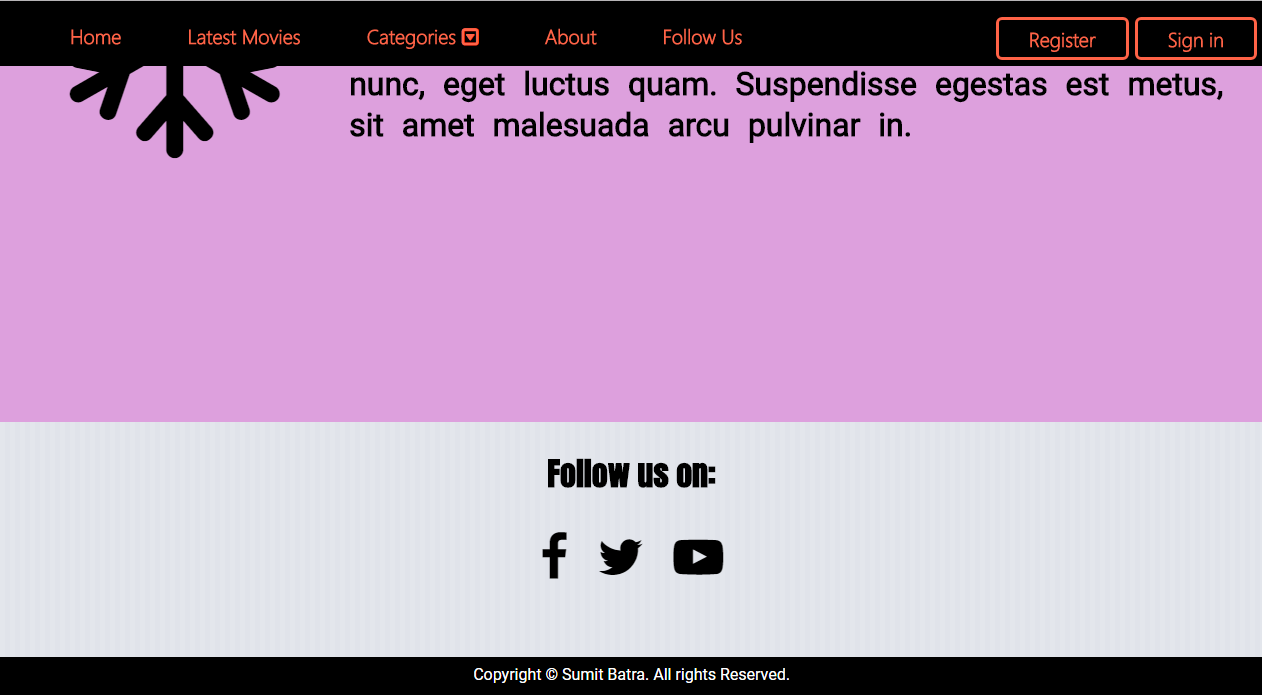 Home Latest Movies Categories About Follow Us Register Sign in
nunc, eget luctus quam. Suspendisse egestas est metus,
sit amet malesuada arcu pulvinar in.
Follow us on:
Copyright © Sumit Batra. All rights Reserved.